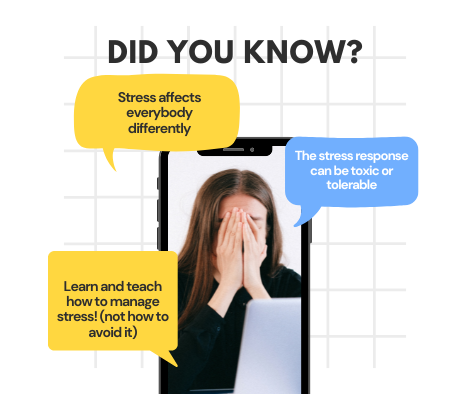 DID YOU KNOW?
Stress affects
everybody
differently
The stress response
can be toxic or
tolerable
Learn and teach
how to manage
stress! (not how to
avoid it)